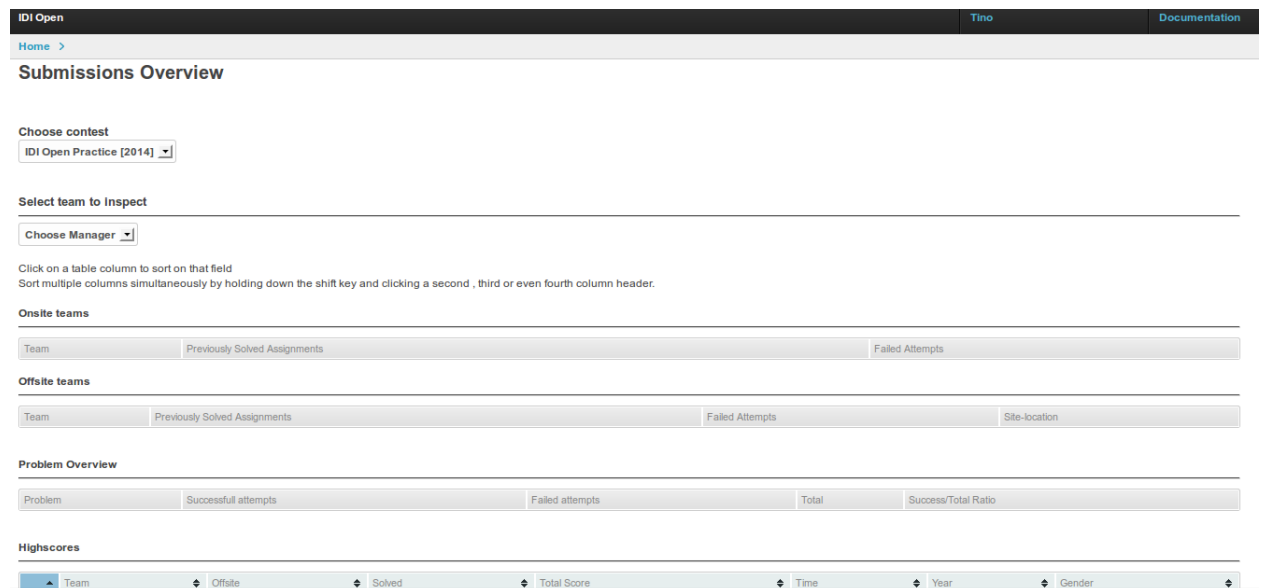 IDI Open Tino Documentation
Home >
Submissions Overview
Choose contest
IDI Open Practice [2014]
Select team to inspect
Choose Manager
Click on a table column to sort on that field
Sort multiple columns simultaneously by holding down the shift key and clicking a second , third or even fourth column header.
Onsite teams
Team Previously Solved Assignments Failed Attempts
Offsite teams
Team Previously Solved Assignments Failed Attempts Site-location
Problem Overview
Problem Successfull attempts Failed attempts Total Success/Total Ratio
Highscores
Team Offsite Solved Total Score Time Year Gender